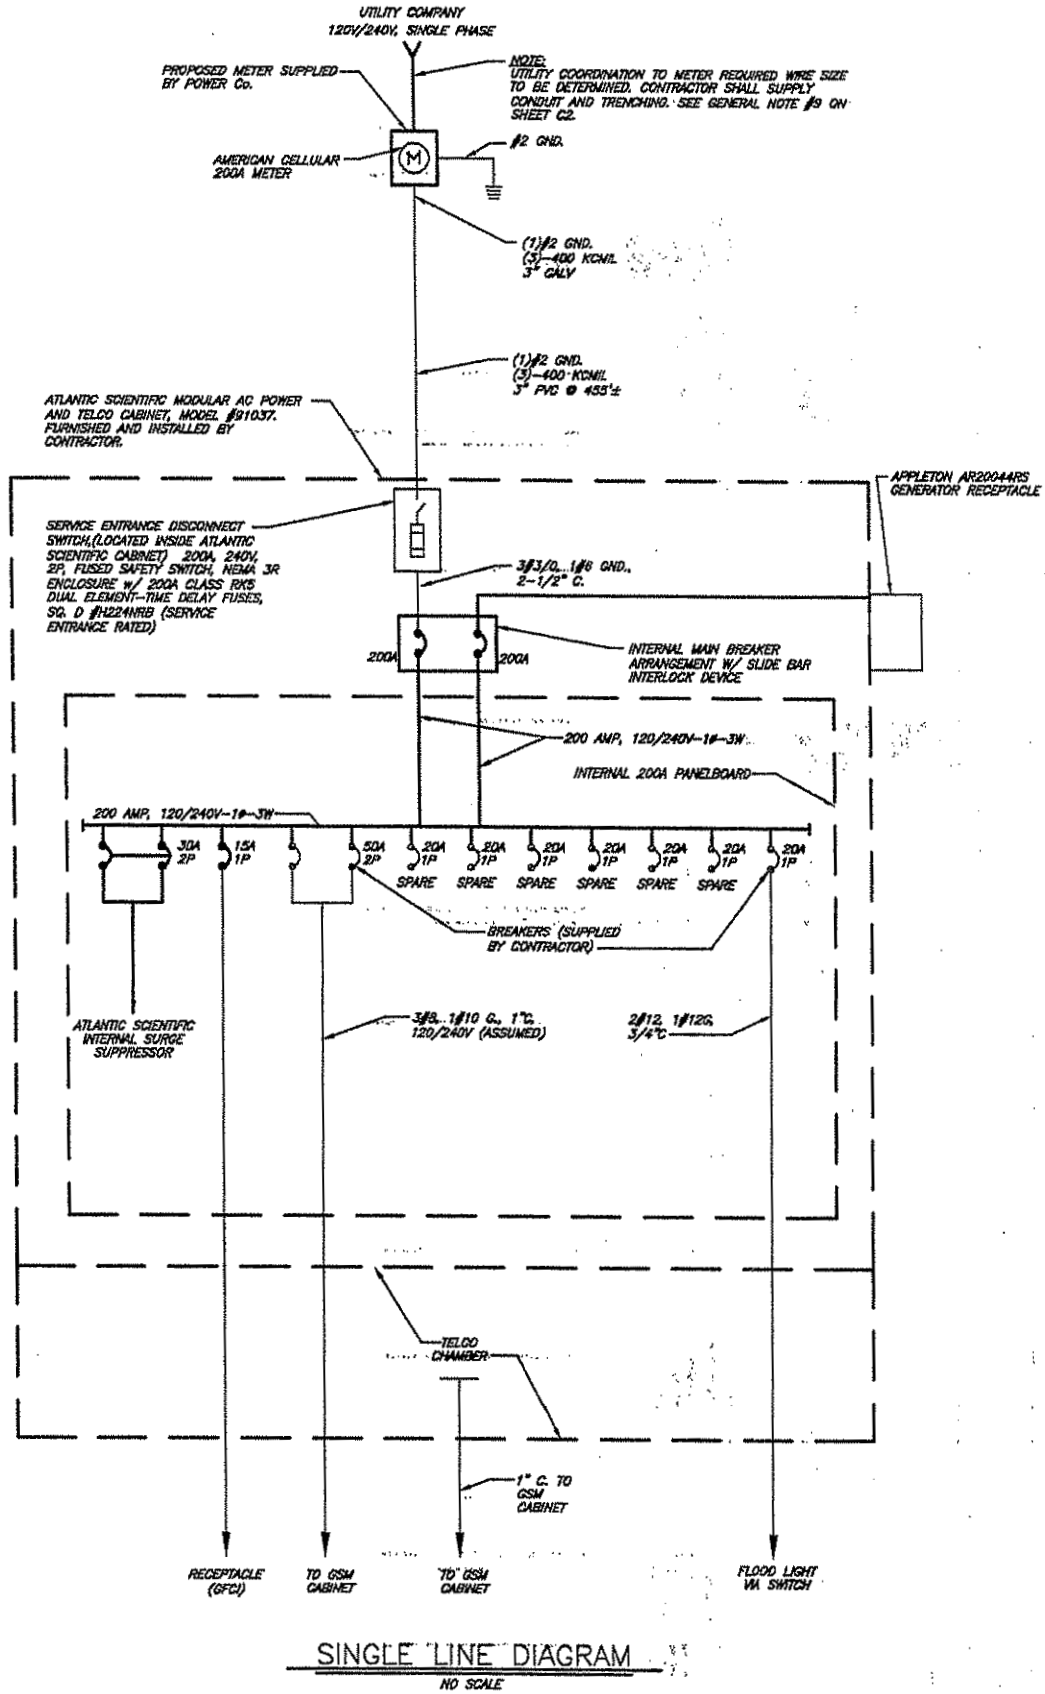 UTILITY COMPANY
120V/240V, SINGLE PHASE
PROPOSED METER SUPPLIED
BY POWER Co.
NOTE:
UTILITY COORDINATION TO METER REQUIRED WIRE SIZE
TO BE DETERMINED. CONTRACTOR SHALL SUPPLY
CONDUIT AND TRENCHING. SEE GENERAL NOTE #9 ON
SHEET C2.
#2 GND.
M
AMERICAN CELLULAR
200A METER
(1)#2 GND.
(3)-400 KCMIL
3" GALV
(1)#2 GND.
(3)-400 KCMIL
3" PVC @ 455'±
ATLANTIC SCIENTIFIC MODULAR AC POWER
AND TELCO CABINET, MODEL #91037.
FURNISHED AND INSTALLED BY
CONTRACTOR.
APPLETON AR20044RS
GENERATOR RECEPTACLE
SERVICE ENTRANCE DISCONNECT
SWITCH,(LOCATED INSIDE ATLANTIC
SCIENTIFIC CABINET) 200A, 240V,
2P, FUSED SAFETY SWITCH, NEMA 3R
ENCLOSURE w/ 200A CLASS RK5
DUAL ELEMENT-TIME DELAY FUSES,
SQ. D #H224NRB (SERVICE
ENTRANCE RATED)
3#3/0, 1#6 GND.,
2-1/2" C.
200A
200A
INTERNAL MAIN BREAKER
ARRANGEMENT W/ SLIDE BAR
INTERLOCK DEVICE
200 AMP, 120/240V-1ø-3W
INTERNAL 200A PANELBOARD
200 AMP, 120/240V-1ø-3W
30A
2P
15A
1P
50A
2P
20A
1P
SPARE
20A
1P
SPARE
20A
1P
SPARE
20A
1P
SPARE
20A
1P
SPARE
20A
1P
SPARE
20A
1P
BREAKERS (SUPPLIED
BY CONTRACTOR)
ATLANTIC SCIENTIFIC
INTERNAL SURGE
SUPPRESSOR
3#8, 1#10 G., 1"C,
120/240V (ASSUMED)
2#12, 1#12G,
3/4"C
TELCO
CHAMBER
1" C. TO
GSM
CABINET
RECEPTACLE
(GFCI)
TO GSM
CABINET
TO GSM
CABINET
FLOOD LIGHT
VIA SWITCH
SINGLE LINE DIAGRAM
NO SCALE